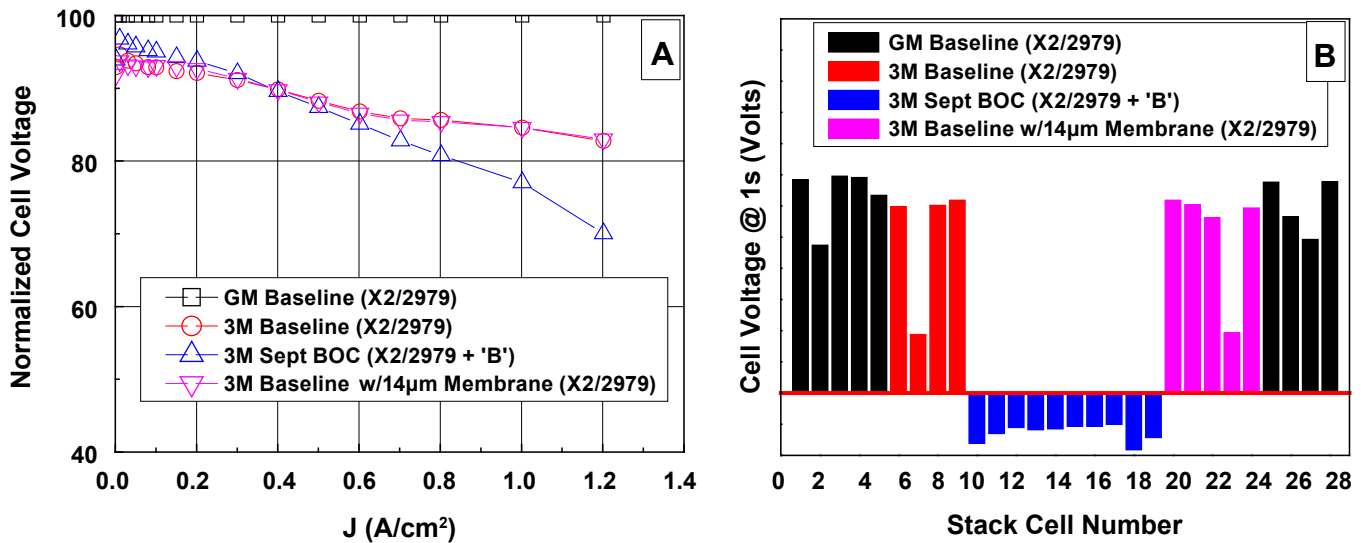 A
Normalized Cell Voltage
100
80
60
40
0.0 0.2 0.4 0.6 0.8 1.0 1.2 1.4
J (A/cm²)
GM Baseline (X2/2979)
3M Baseline (X2/2979)
3M Sept BOC (X2/2979 + 'B')
3M Baseline w/14µm Membrane (X2/2979)
B
Cell Voltage @ 1s (Volts)
GM Baseline (X2/2979)
3M Baseline (X2/2979)
3M Sept BOC (X2/2979 + 'B')
3M Baseline w/14µm Membrane (X2/2979)
0 2 4 6 8 10 12 14 16 18 20 22 24 26 28
Stack Cell Number